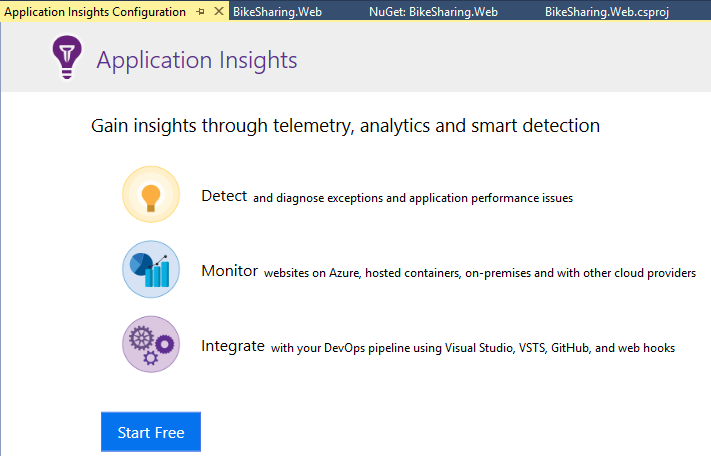 Application Insights Configuration BikeSharing.Web NuGet: BikeSharing.Web BikeSharing.Web.csproj
Application Insights
Gain insights through telemetry, analytics and smart detection
Detect and diagnose exceptions and application performance issues
Monitor websites on Azure, hosted containers, on-premises and with other cloud providers
Integrate with your DevOps pipeline using Visual Studio, VSTS, GitHub, and web hooks
Start Free